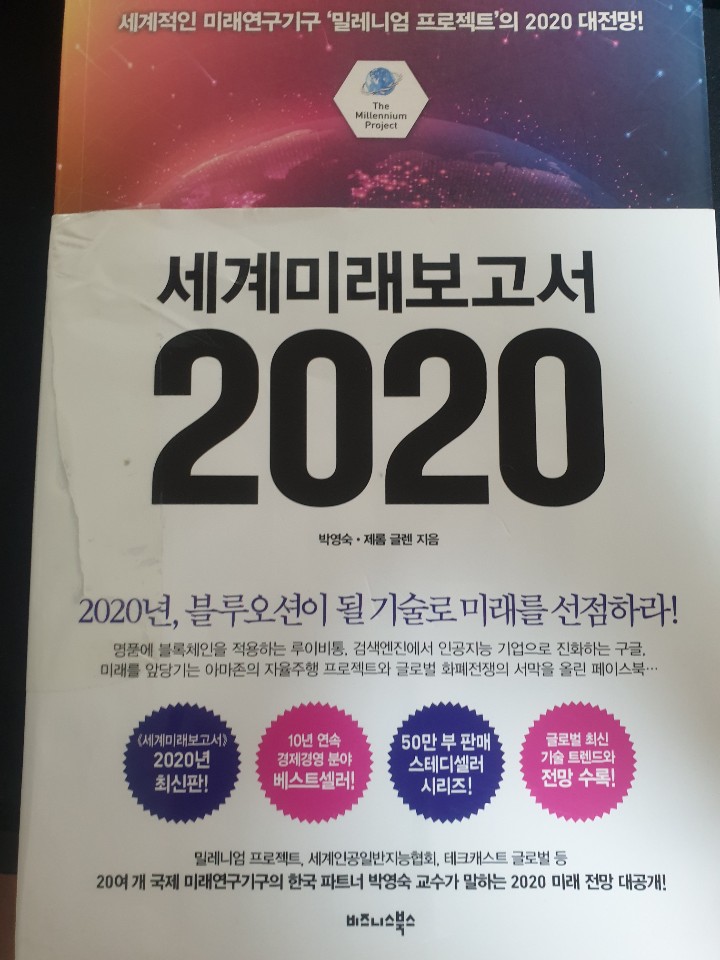 세계적인 미래연구기구 '밀레니엄 프로젝트'의 2020 대전망!
The
Millennium
Project
세계미래보고서
2020
박영숙・제롬 글렌 지음
2020년, 블루오션이 될 기술로 미래를 선점하라!
명품에 블록체인을 적용하는 루이비통, 검색엔진에서 인공지능 기업으로 진화하는 구글,
미래를 앞당기는 아마존의 자율주행 프로젝트와 글로벌 화폐전쟁의 서막을 올린 페이스북…
《세계미래보고서》
2020년
최신판!
10년 연속
경제경영 분야
베스트셀러!
50만 부 판매
스테디셀러
시리즈!
글로벌 최신
기술 트렌드와
전망 수록!
밀레니엄 프로젝트, 세계인공일반지능협회, 테크캐스트 글로벌 등
20여 개 국제 미래연구기구의 한국 파트너 박영숙 교수가 말하는 2020 미래 전망 대공개!
비즈니스북스